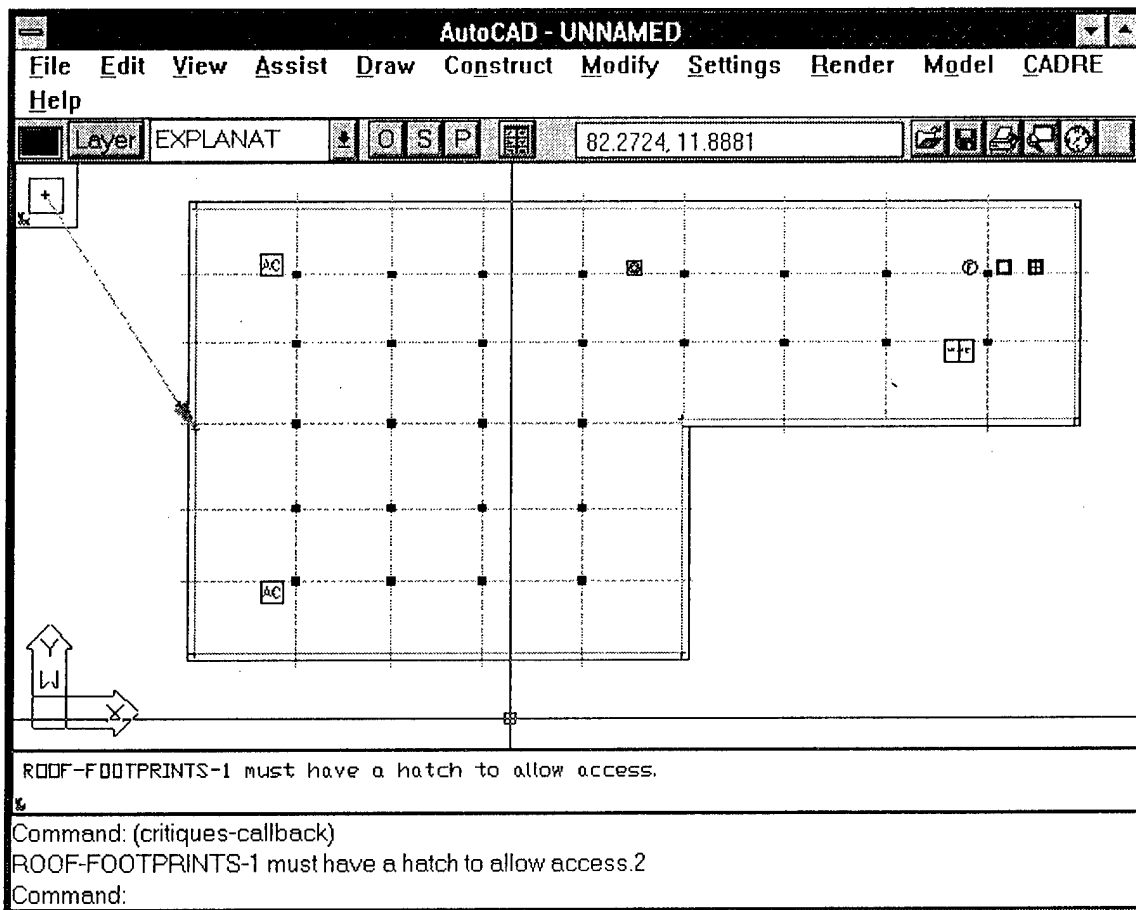 AutoCAD - UNNAMED
File Edit View Assist Draw Construct Modify Settings Render Model CADRE
Help
Layer EXPLANAT O S P 82.2724, 11.8881
AC
F
AC
Y
W
X
ROOF-FOOTPRINTS-1 must have a hatch to allow access.
Command: (critiques-callback)
ROOF-FOOTPRINTS-1 must have a hatch to allow access.2
Command: